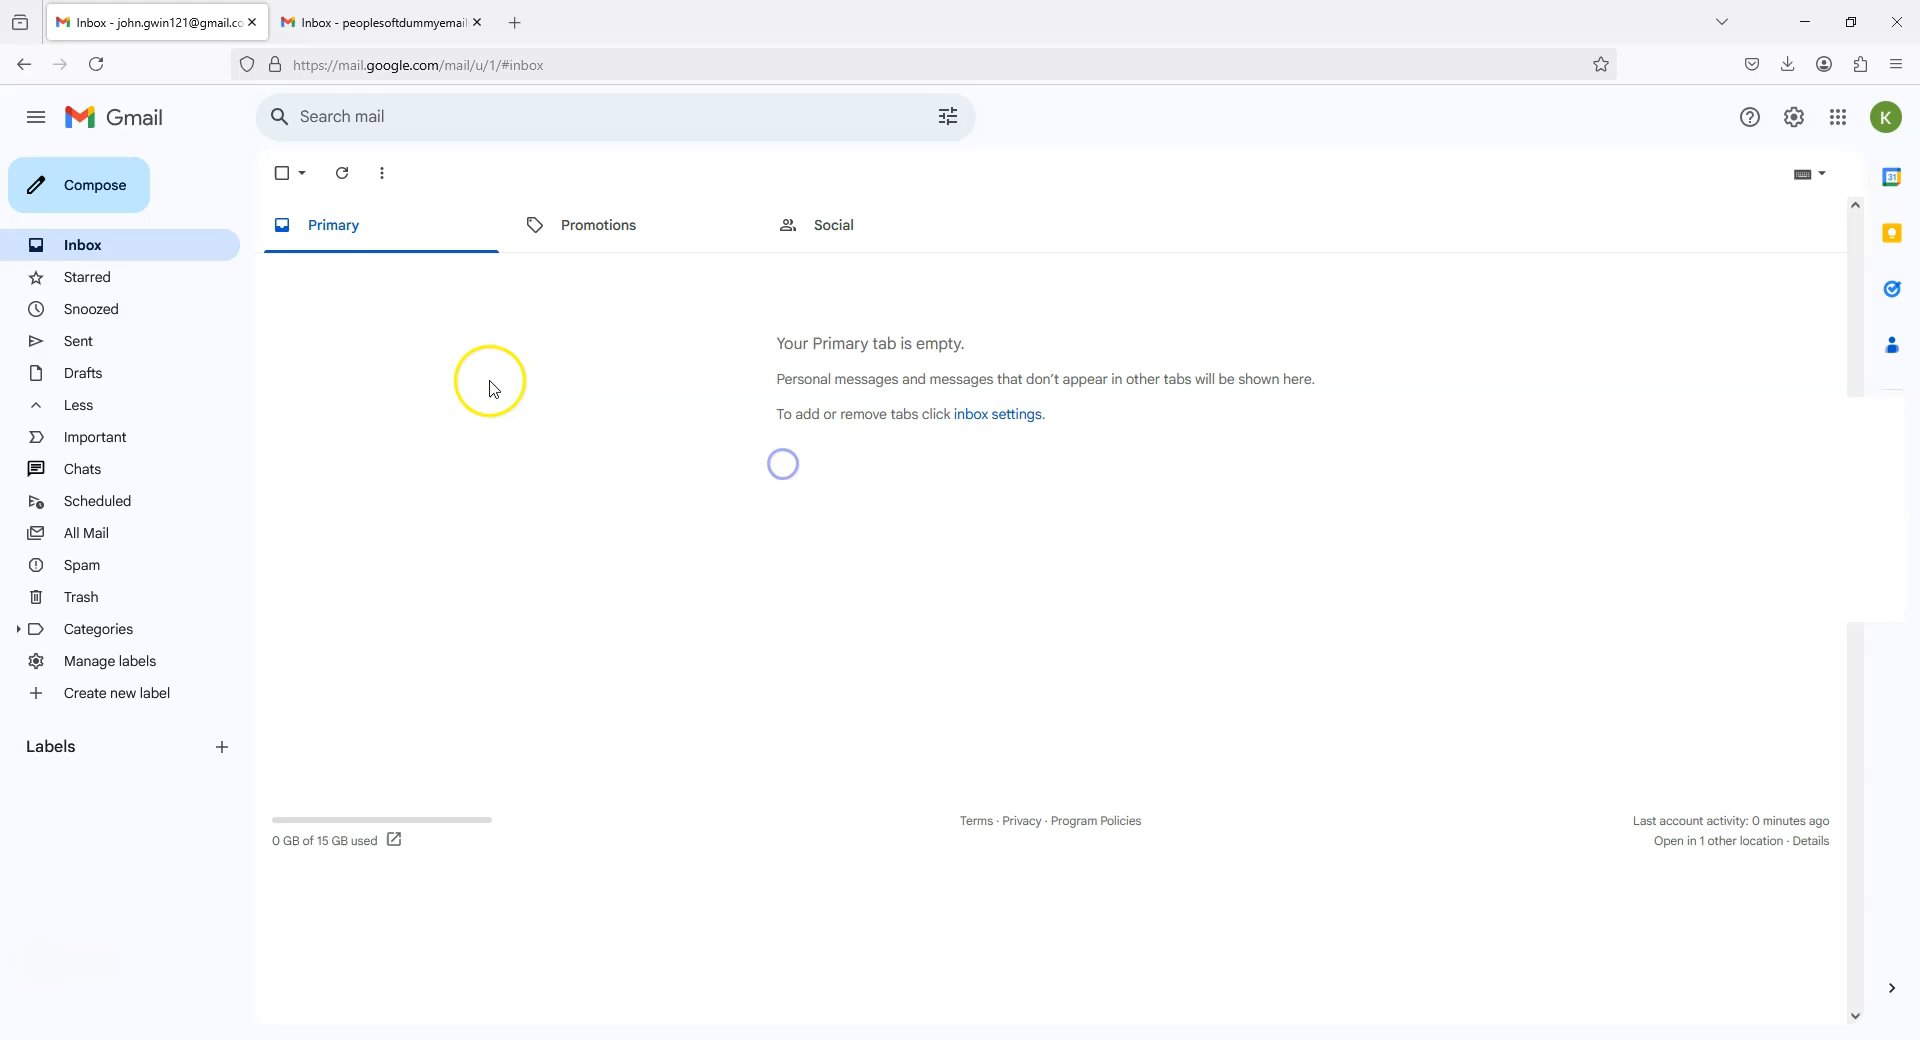 Inbox - john.gwin121@gmail.co
Inbox - peoplesoftdummyemail
https://mail.google.com/mail/u/1/#inbox
Gmail
Search mail
K
Compose
Primary
Promotions
Social
31
Inbox
Starred
Snoozed
Sent
Drafts
Less
Important
Chats
Scheduled
All Mail
Spam
Trash
Categories
Manage labels
Create new label
Labels
Your Primary tab is empty.
Personal messages and messages that don't appear in other tabs will be shown here.
To add or remove tabs click inbox settings.
0 GB of 15 GB used
Terms · Privacy · Program Policies
Last account activity: 0 minutes ago
Open in 1 other location · Details